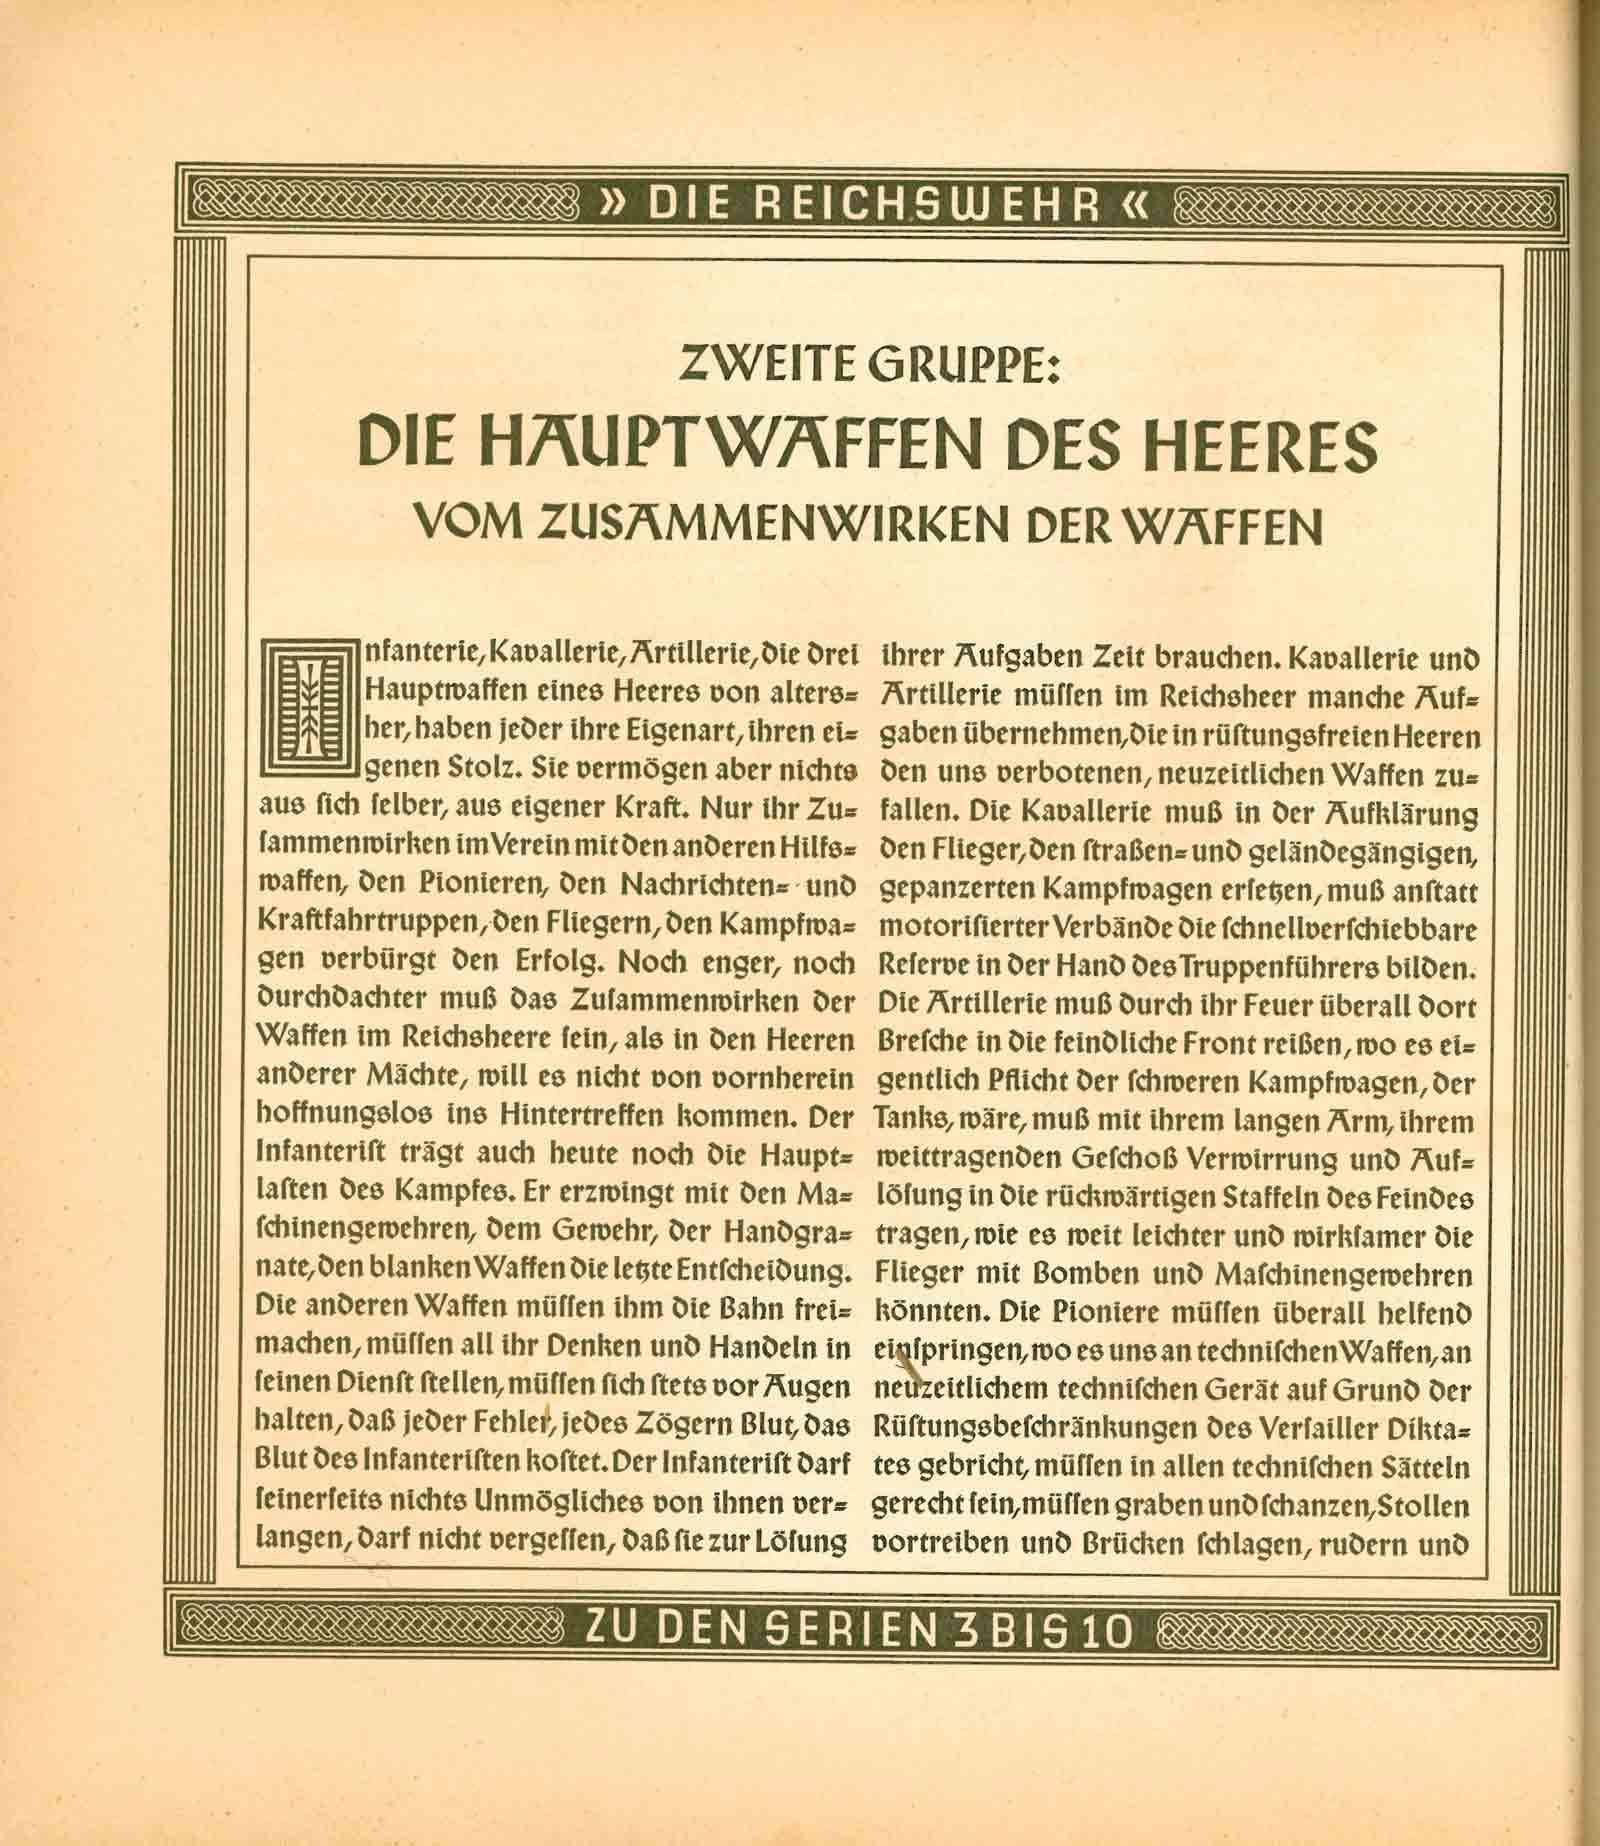 » DIE REICHSWEHR «
ZWEITE GRUPPE:
DIE HAUPTWAFFEN DES HEERES
VOM ZUSAMMENWIRKEN DER WAFFEN
Infanterie, Kavallerie, Artillerie, die drei
Hauptwaffen eines Heeres von alters=
her, haben jeder ihre Eigenart, ihren ei=
genen Stolz. Sie vermögen aber nichts
aus ſich ſelber, aus eigener Kraft. Nur ihr Zu=
ſammenwirken im Verein mit den anderen Hilfs=
waffen, den Pionieren, den Nachrichten= und
Kraftfahrtruppen, den Fliegern, den Kampfwa=
gen verbürgt den Erfolg. Noch enger, noch
durchdachter muß das Zuſammenwirken der
Waffen im Reichsheere ſein, als in den Heeren
anderer Mächte, will es nicht von vornherein
hoffnungslos ins Hintertreffen kommen. Der
Infanteriſt trägt auch heute noch die Haupt=
laſten des Kampfes. Er erzwingt mit den Ma=
ſchinengewehren, dem Gewehr, der Handgra=
nate, den blanken Waffen die letzte Entſcheidung.
Die anderen Waffen müſſen ihm die Bahn frei=
machen, müſſen all ihr Denken und Handeln in
ſeinen Dienſt ſtellen, müſſen ſich ſtets vor Augen
halten, daß jeder Fehler, jedes Zögern Blut, das
Blut des Infanteriſten koſtet. Der Infanteriſt darf
ſeinerſeits nichts Unmögliches von ihnen ver=
langen, darf nicht vergeſſen, daß ſie zur Löſung
ihrer Aufgaben Zeit brauchen. Kavallerie und
Artillerie müſſen im Reichsheer manche Auf=
gaben übernehmen, die in rüſtungsfreien Heeren
den uns verbotenen, neuzeitlichen Waffen zu=
fallen. Die Kavallerie muß in der Aufklärung
den Flieger, den ſtraßen= und geländegängigen,
gepanzerten Kampfwagen erſetzen, muß anſtatt
motoriſierter Verbände die ſchnellverſchiebbare
Reſerve in der Hand des Truppenführers bilden.
Die Artillerie muß durch ihr Feuer überall dort
Breſche in die feindliche Front reißen, wo es ei=
gentlich Pflicht der ſchweren Kampfwagen, der
Tanks, wäre, muß mit ihrem langen Arm, ihrem
weittragenden Geſchoß Verwirrung und Auf=
löſung in die rückwärtigen Staffeln des Feindes
tragen, wie es weit leichter und wirkſamer die
Flieger mit Bomben und Maſchinengewehren
könnten. Die Pioniere müſſen überall helfend
einſpringen, wo es uns an techniſchen Waffen, an
neuzeitlichem techniſchen Gerät auf Grund der
Rüſtungsbeſchränkungen des Verſailler Dikta=
tes gebricht, müſſen in allen techniſchen Sätteln
gerecht ſein, müſſen graben und ſchanzen, Stollen
vortreiben und Brücken ſchlagen, rudern und
ZU DEN SERIEN 3 BIS 10